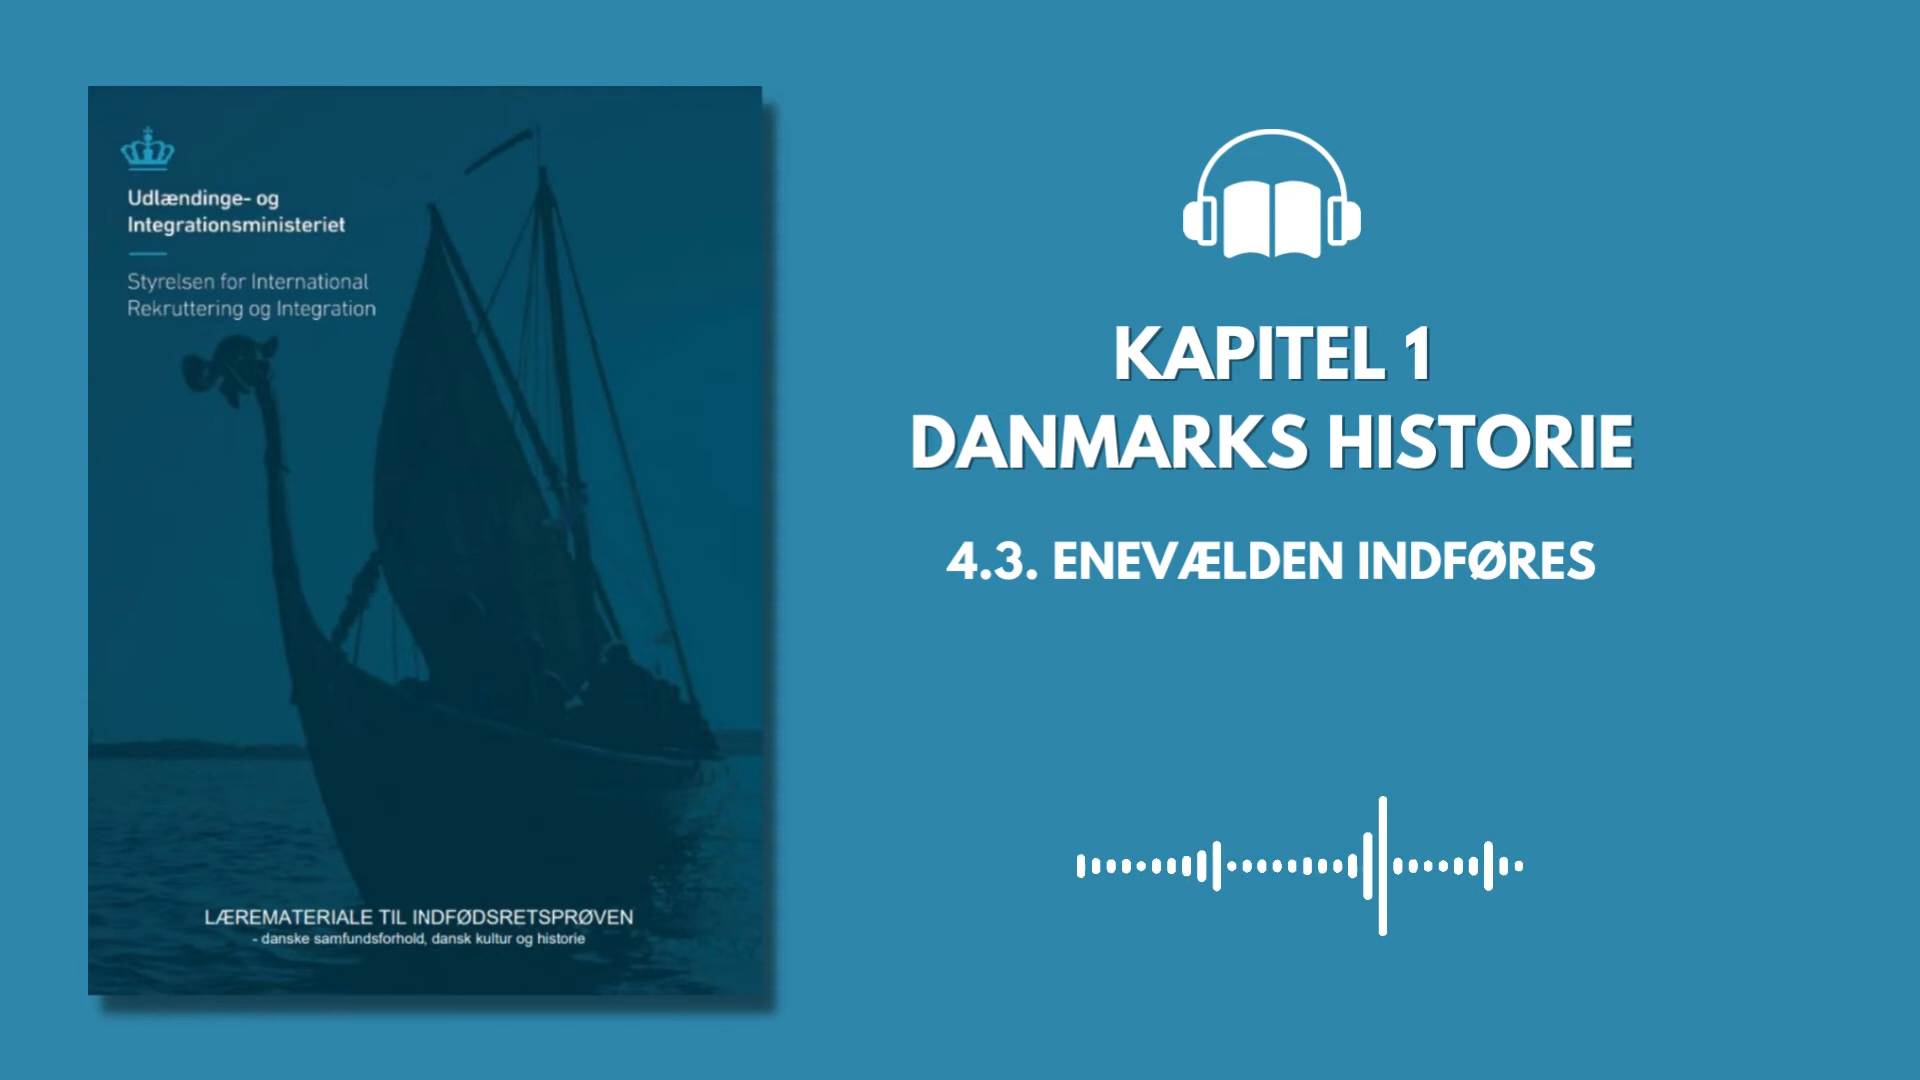 Udlændinge- og
Integrationsministeriet
Styrelsen for International
Rekruttering og Integration
LÆREMATERIALE TIL INDFØDSRETSPRØVEN
- danske samfundsforhold, dansk kultur og historie
KAPITEL 1
DANMARKS HISTORIE
4.3. ENEVÆLDEN INDFØRES